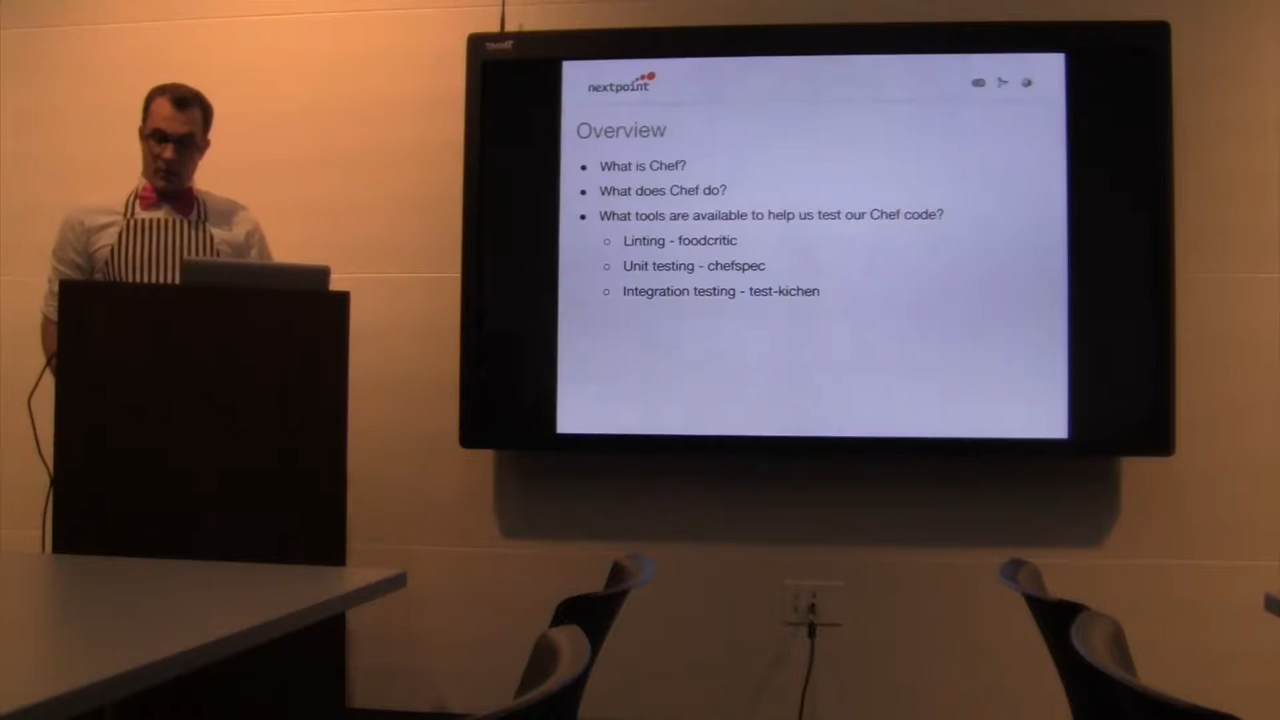 nextpoint
Overview
What is Chef?
What does Chef do?
What tools are available to help us test our Chef code?
Linting - foodcritic
Unit testing - chefspec
Integration testing - test-kichen